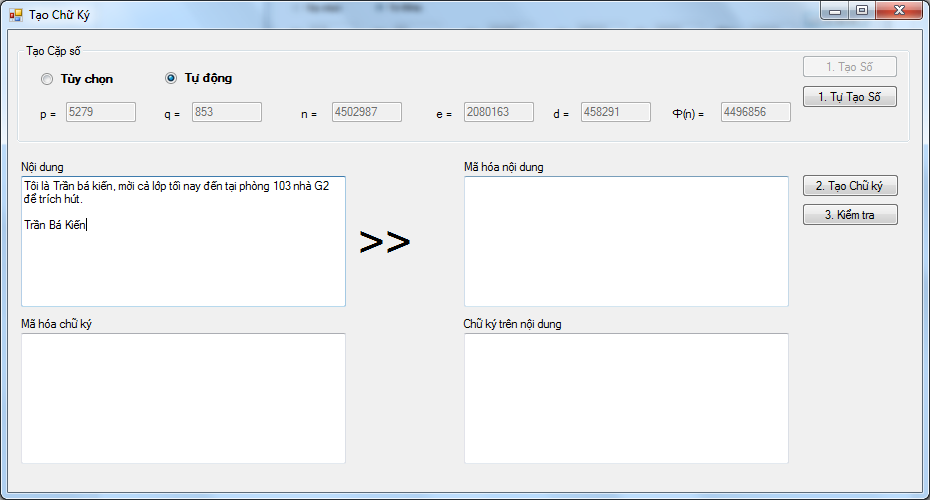 Tạo Chữ Ký
Tạo Cặp số
Tùy chọn
Tự động
1. Tạo Số
1. Tự Tạo Số
p = 5279 q = 853 n = 4502987 e = 2080163 d = 458291 Φ(n) = 4496856
Nội dung
Mã hóa nội dung
Tôi là Trần bá kiến, mời cả lớp tối nay đến tại phòng 103 nhà G2
để trích hút.
Trần Bá Kiến
>>
2. Tạo Chữ ký
3. Kiểm tra
Mã hóa chữ ký
Chữ ký trên nội dung